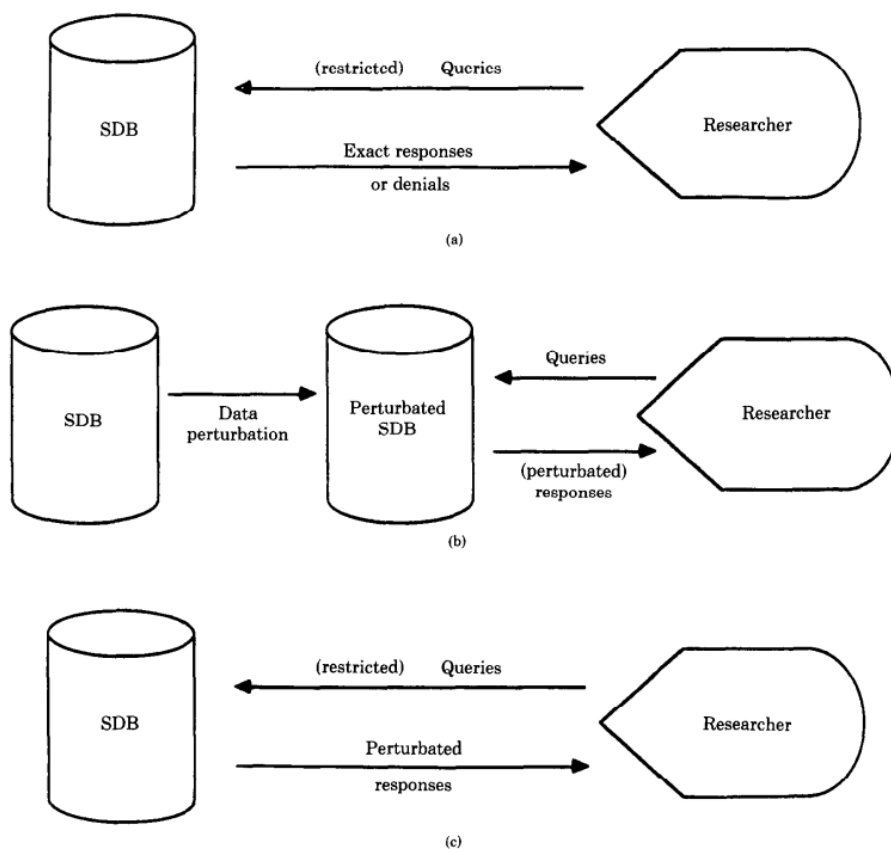 (restricted) Queries
SDB
Researcher
Exact responses
or denials
(a)
Queries
SDB
Data
perturbation
Perturbated
SDB
Researcher
(perturbated)
responses
(b)
(restricted) Queries
SDB
Researcher
Perturbated
responses
(c)